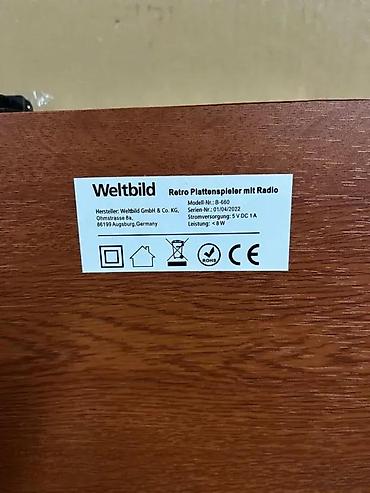 Weltbild
Retro Plattenspieler mit Radio
Hersteller: Weltbild GmbH & Co. KG,
Ohmstrasse 8a,
86199 Augsburg,Germany
Modell-Nr.: B-660
Serien-Nr.: 01/04/2022
Stromversorgung: 5 V DC 1 A
Leistung: < 8 W
ROHS
CE